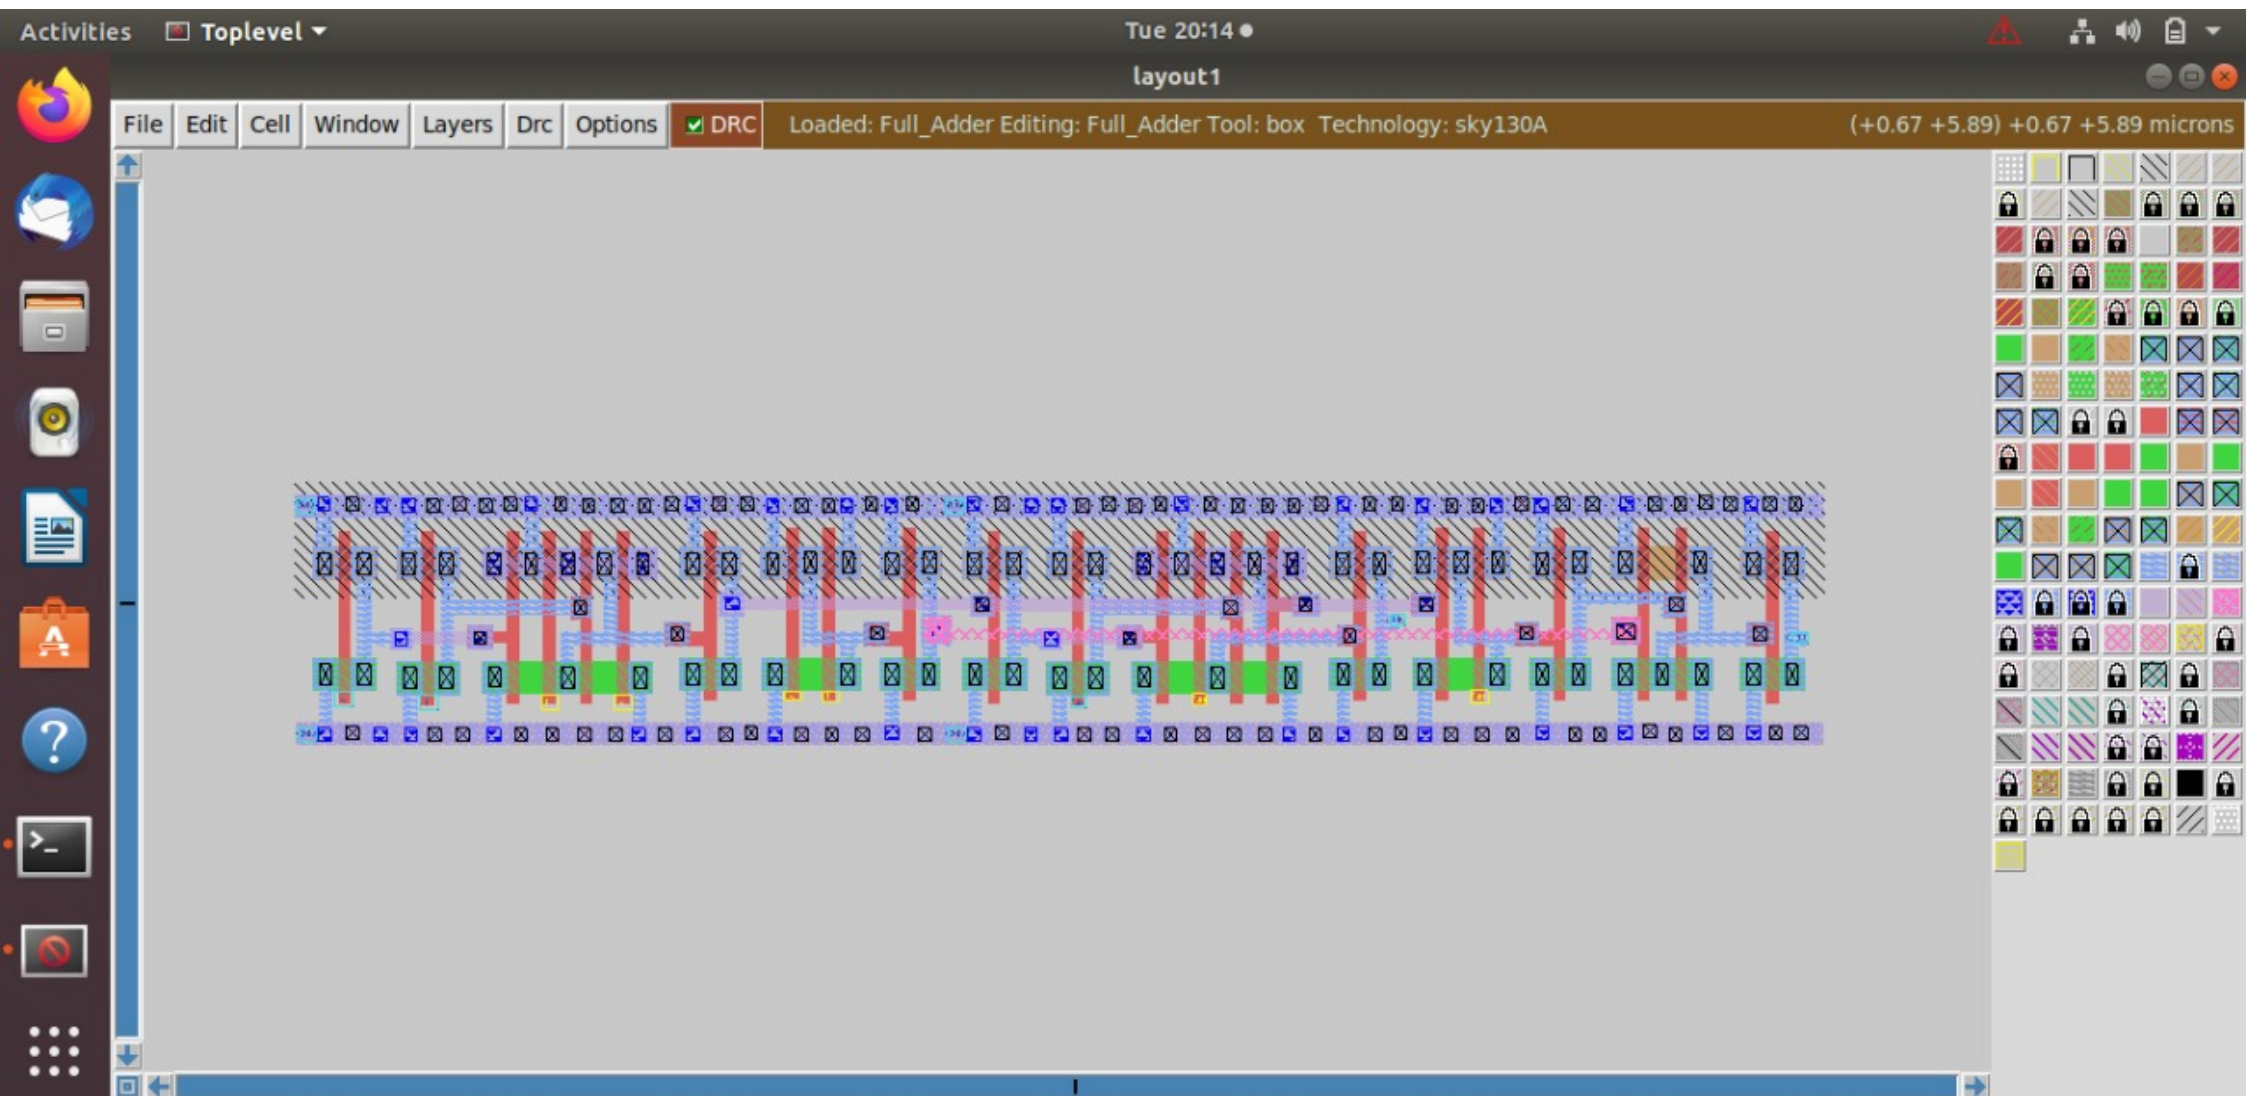 Activities Toplevel Tue 20:14
layout1
File Edit Cell Window Layers Drc Options DRC Loaded: Full_Adder Editing: Full_Adder Tool: box Technology: sky130A (+0.67 +5.89) +0.67 +5.89 microns